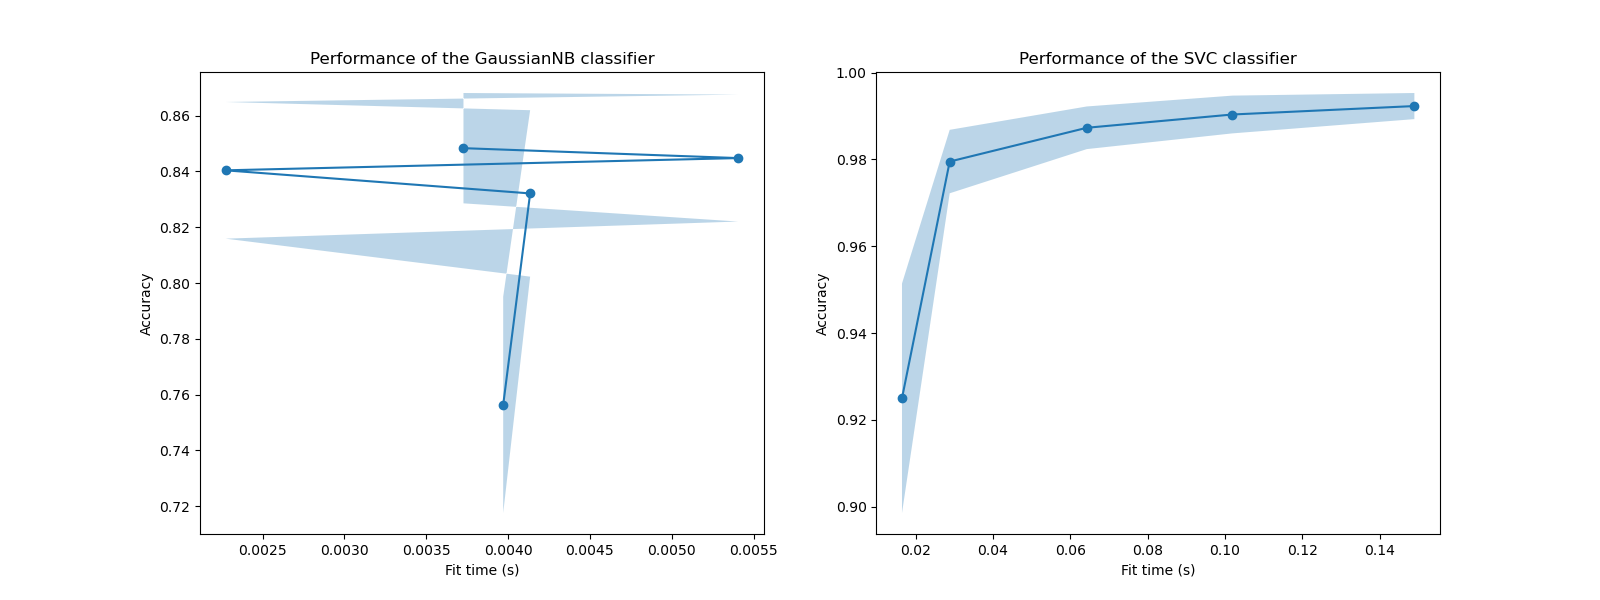 Performance of the GaussianNB classifier
0.86
0.84
0.82
0.80
0.78
0.76
0.74
0.72
Accuracy
0.0025 0.0030 0.0035 0.0040 0.0045 0.0050 0.0055
Fit time (s)
Performance of the SVC classifier
1.00
0.98
0.96
0.94
0.92
0.90
Accuracy
0.02 0.04 0.06 0.08 0.10 0.12 0.14
Fit time (s)